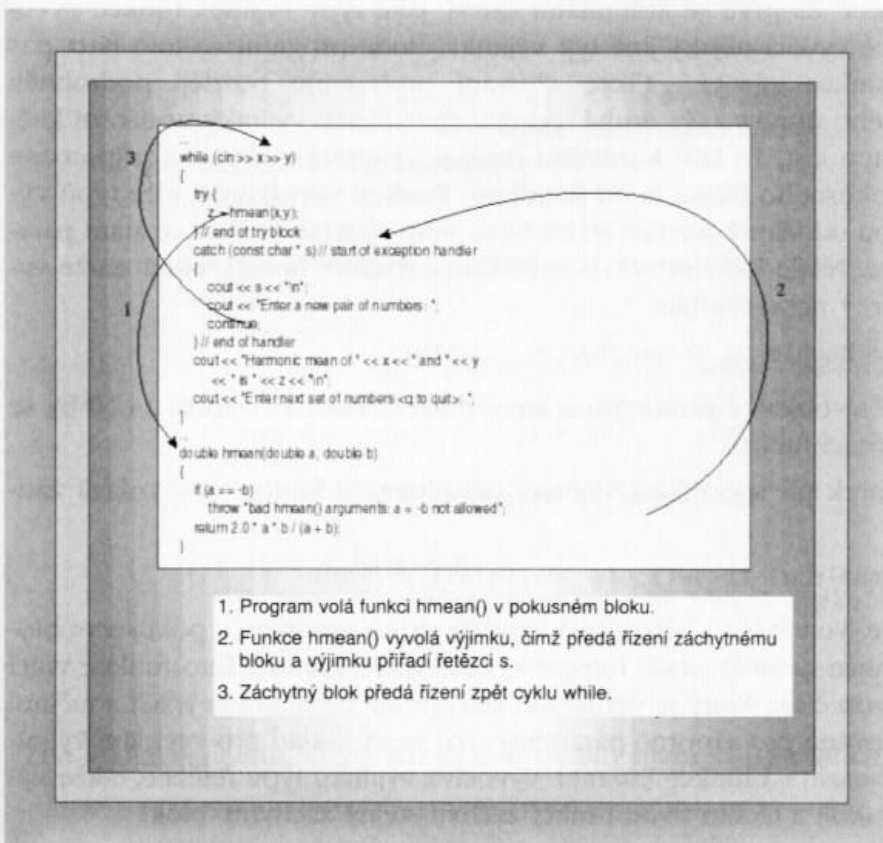 ...
while (cin >> x >> y)
{
try {
z = hmean(x,y);
} // end of try block
catch (const char * s) // start of exception handler
cout << s << "\n";
cout << "Enter a new pair of numbers: ";
continue;
} // end of handler
cout << "Harmonic mean of " << x << " and " << y
<< " is " << z << "\n";
cout << "Enter next set of numbers <q to quit>: ";
}
...
double hmean(double a, double b)
{
if (a == -b)
throw "bad hmean() arguments: a = -b not allowed";
return 2.0 * a * b / (a + b);
}
3
1
2
1. Program volá funkci hmean() v pokusném bloku.
2. Funkce hmean() vyvolá výjimku, čímž předá řízení záchytnému
bloku a výjimku přiřadí řetězci s.
3. Záchytný blok předá řízení zpět cyklu while.